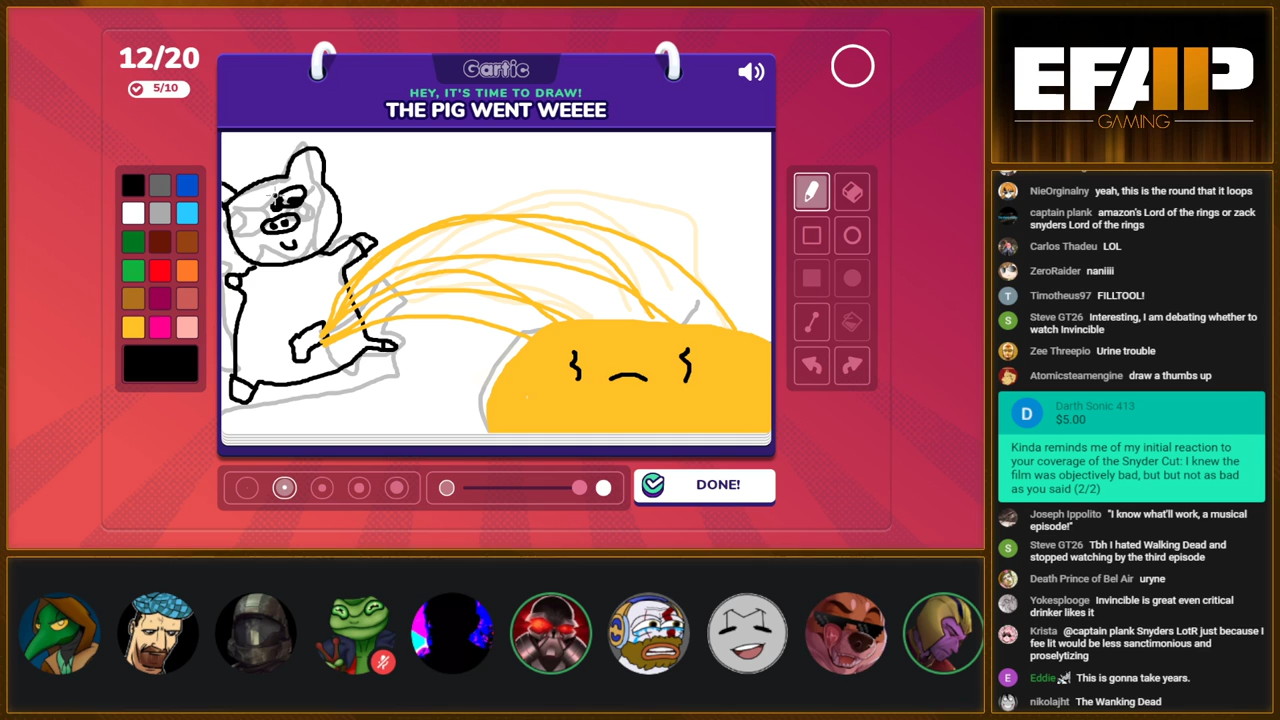 12/20
5/10
Gartic
HEY, IT'S TIME TO DRAW!
THE PIG WENT WEEEE
DONE!
EFAP
GAMING
NieOrginalny yeah, this is the round that it loops
captain plank amazon's Lord of the rings or zack
snyders Lord of the rings
Carlos Thadeu LOL
ZeroRaider naniiii
T Timotheus97 FILLTOOL!
S Steve GT26 Interesting, I am debating whether to
watch Invincible
Zee Threepio Urine trouble
Atomicsteamengine draw a thumbs up
D Darth Sonic 413
$5.00
Kinda reminds me of my initial reaction to
your coverage of the Snyder Cut: I knew the
film was objectively bad, but but not as bad
as you said (2/2)
Joseph Ippolito "I know what'll work, a musical
episode!"
S Steve GT26 Tbh I hated Walking Dead and
stopped watching by the third episode
Death Prince of Bel Air uryne
Yokesplooge Invincible is great even critical
drinker likes it
Krista @captain plank Snyders LotR just because I
fee lit would be less sanctimonious and
proselytizing
E Eddie This is gonna take years.
nikolajht The Wanking Dead